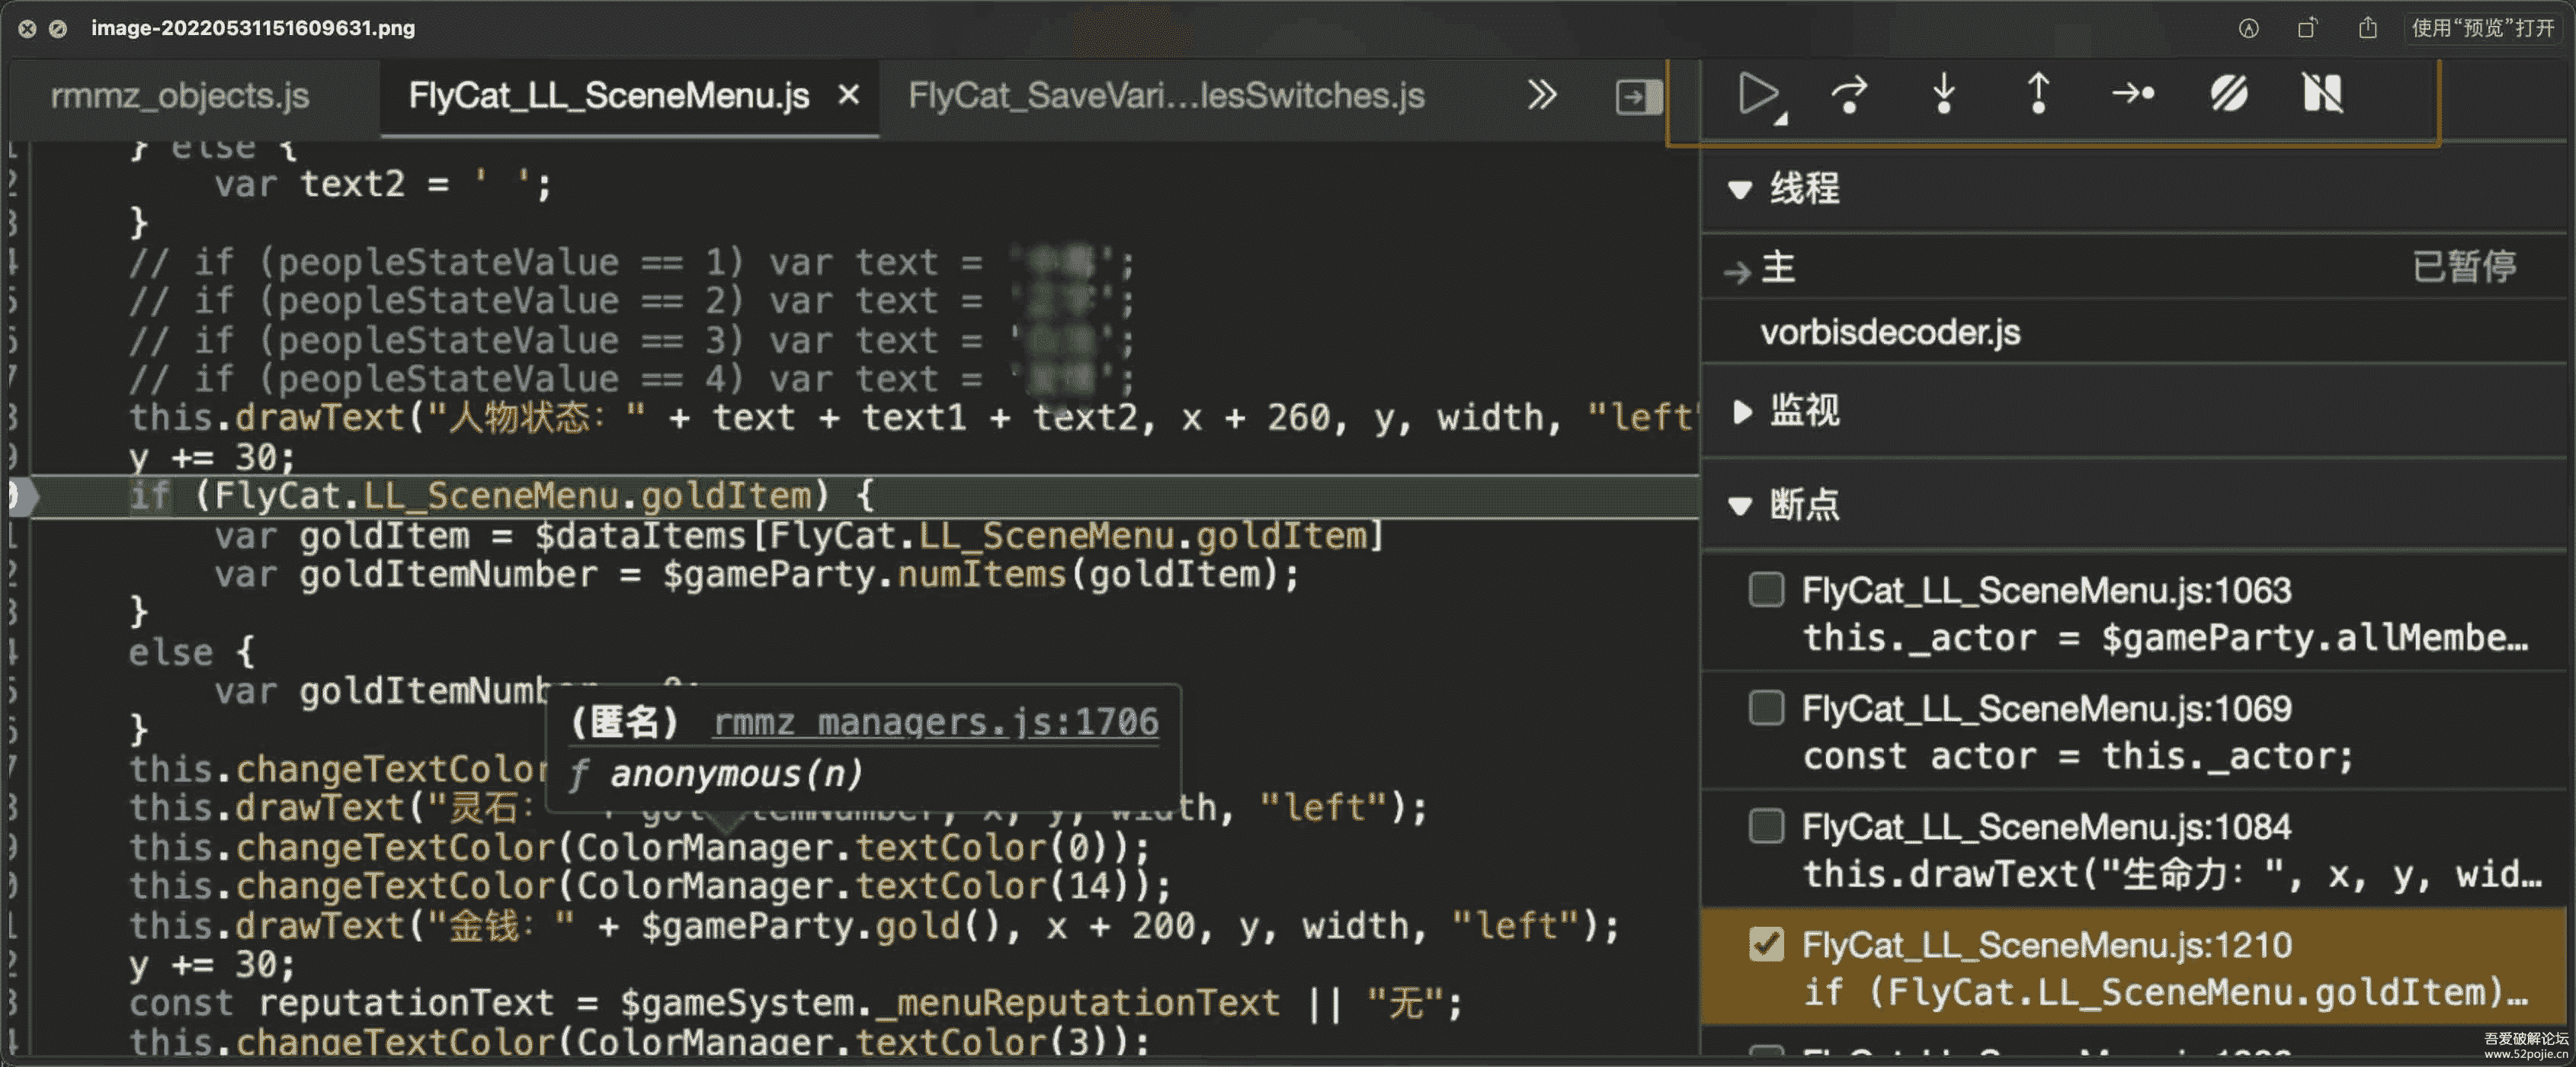 image-20220531151609631.png
使用“预览”打开
rmmz_objects.js
FlyCat_LL_SceneMenu.js ×
FlyCat_SaveVari...lesSwitches.js
} else {
var text2 = ' ';
}
// if (peopleStateValue == 1) var text = ' ';
// if (peopleStateValue == 2) var text = ' ';
// if (peopleStateValue == 3) var text = ' ';
// if (peopleStateValue == 4) var text = ' ';
this.drawText("人物状态：" + text + text1 + text2, x + 260, y, width, "left"
y += 30;
if (FlyCat.LL_SceneMenu.goldItem) {
var goldItem = $dataItems[FlyCat.LL_SceneMenu.goldItem]
var goldItemNumber = $gameParty.numItems(goldItem);
}
else {
var goldItemNumb
}
this.changeTextColor
this.drawText("灵石：
width, "left");
this.changeTextColor(ColorManager.textColor(0));
this.changeTextColor(ColorManager.textColor(14));
this.drawText("金钱：" + $gameParty.gold(), x + 200, y, width, "left");
y += 30;
const reputationText = $gameSystem._menuReputationText || "无";
this.changeTextColor(ColorManager.textColor(3));
(匿名) rmmz_managers.js:1706
ƒ anonymous(n)
线程
主
已暂停
vorbisdecoder.js
监视
断点
FlyCat_LL_SceneMenu.js:1063
this._actor = $gameParty.allMembe...
FlyCat_LL_SceneMenu.js:1069
const actor = this._actor;
FlyCat_LL_SceneMenu.js:1084
this.drawText("生命力：", x, y, wid...
FlyCat_LL_SceneMenu.js:1210
if (FlyCat.LL_SceneMenu.goldItem)...
吾爱破解论坛
www.52pojie.cn